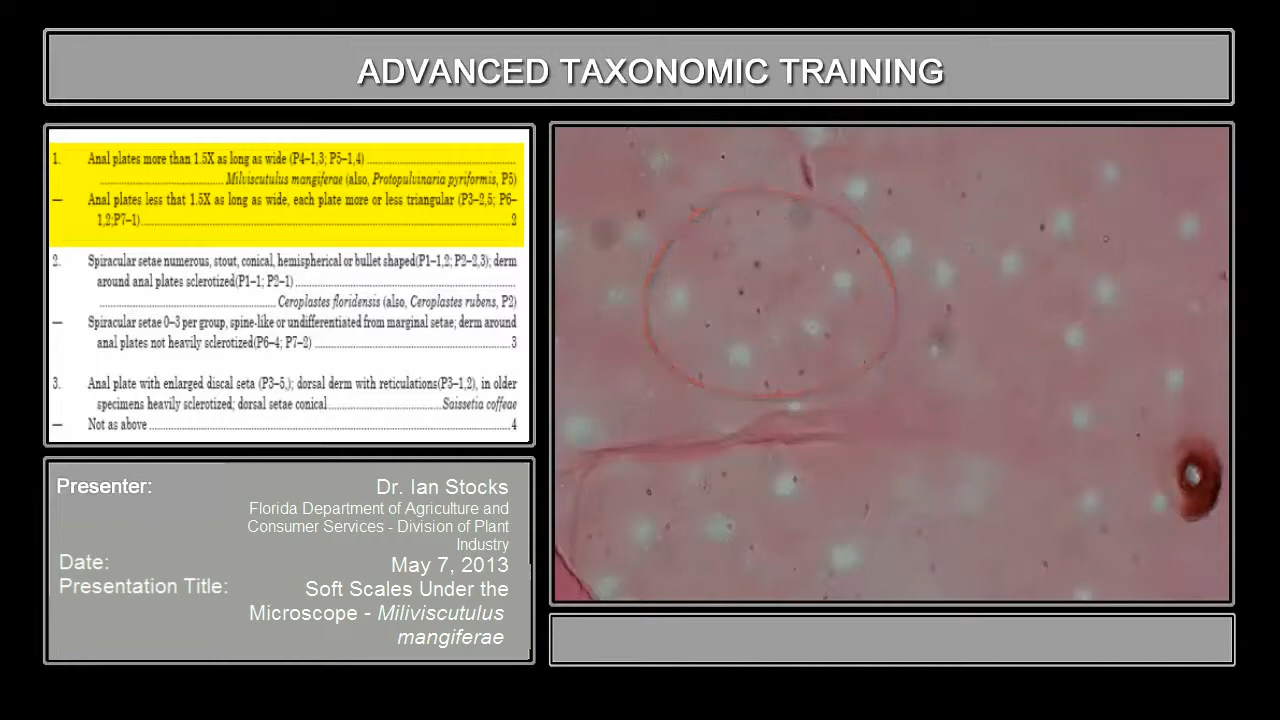 ADVANCED TAXONOMIC TRAINING
1. Anal plates more than 1.5X as long as wide (P4–1,3; P5–1,4) ........................................
........................................ Milviscutulus mangiferae (also, Protopulvinaria pyriformis, P5)
— Anal plates less that 1.5X as long as wide, each plate more or less triangular (P3–2,5; P6–
1,2;P7–1)........................................2
2. Spiracular setae numerous, stout, conical, hemispherical or bullet shaped(P1–1,2; P2–2,3); derm
around anal plates sclerotized(P1–1; P2–1) ........................................
........................................ Ceroplastes floridensis (also, Ceroplastes rubens, P2)
— Spiracular setae 0–3 per group, spine-like or undifferentiated from marginal setae; derm around
anal plates not heavily sclerotized(P6–4; P7–2) ........................................3
3. Anal plate with enlarged discal seta (P3–5,); dorsal derm with reticulations(P3–1,2), in older
specimens heavily sclerotized; dorsal setae conical........................................Saissetia coffeae
— Not as above ........................................4
Presenter: Dr. Ian Stocks
Florida Department of Agriculture and
Consumer Services - Division of Plant
Industry
Date: May 7, 2013
Presentation Title: Soft Scales Under the
Microscope - Miliviscutulus
mangiferae